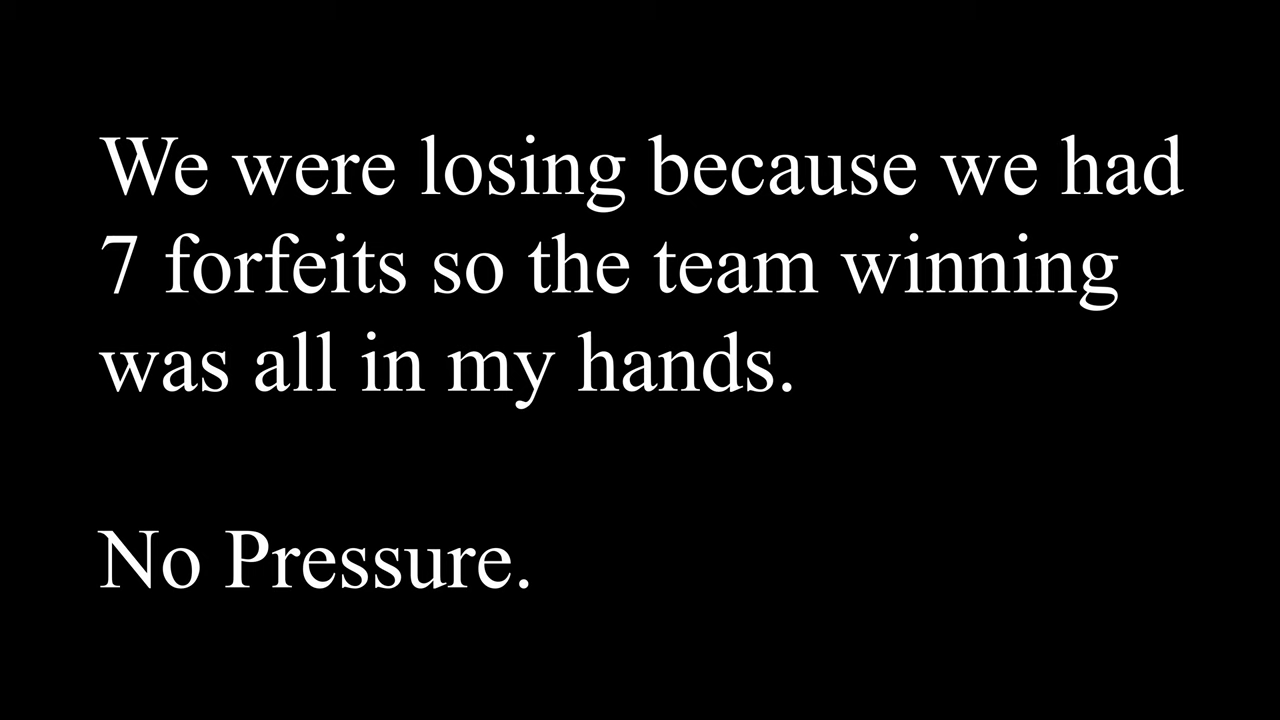 We were losing because we had
7 forfeits so the team winning
was all in my hands.
No Pressure.